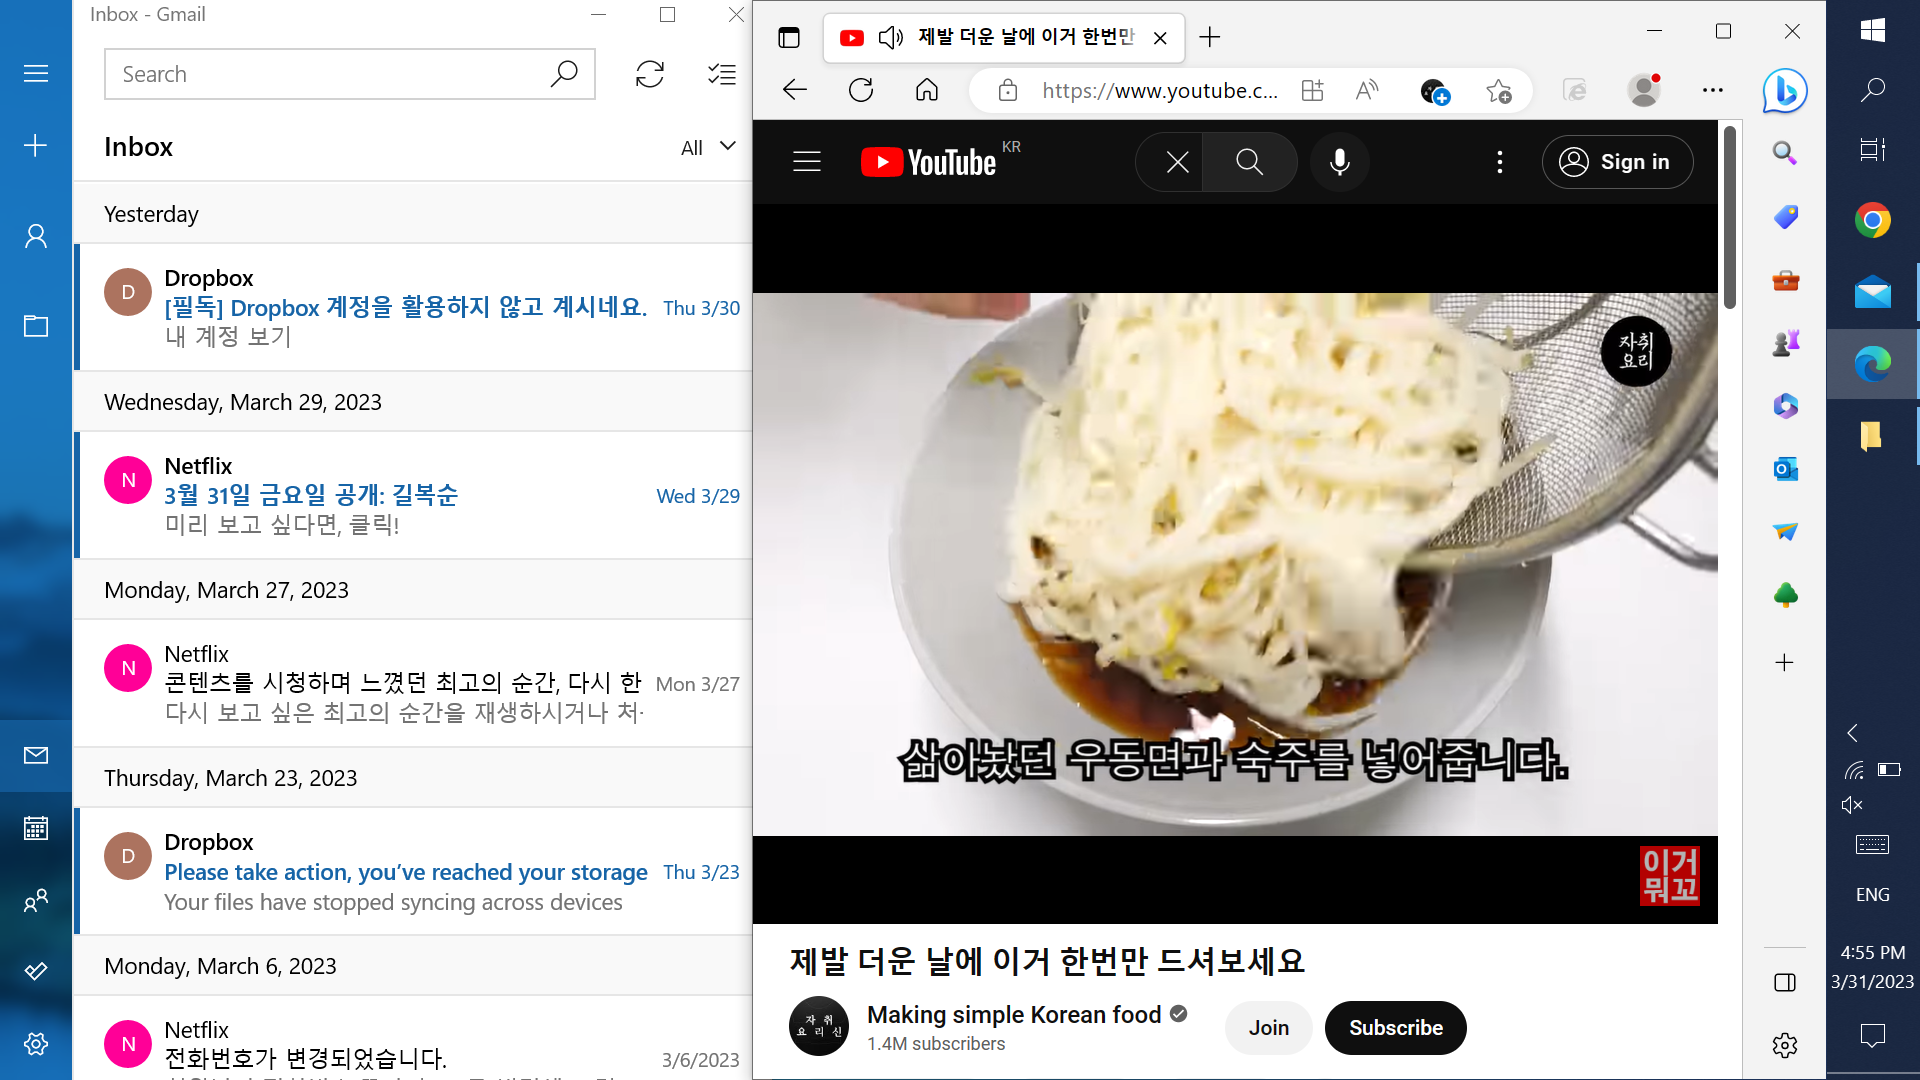 Inbox - Gmail
Search
Inbox
All
Yesterday
D
Dropbox
[필독] Dropbox 계정을 활용하지 않고 계시네요.
Thu 3/30
내 계정 보기
Wednesday, March 29, 2023
N
Netflix
3월 31일 금요일 공개: 길복순
Wed 3/29
미리 보고 싶다면, 클릭!
Monday, March 27, 2023
N
Netflix
콘텐츠를 시청하며 느꼈던 최고의 순간, 다시 한
Mon 3/27
다시 보고 싶은 최고의 순간을 재생하시거나 처
Thursday, March 23, 2023
D
Dropbox
Please take action, you've reached your storage
Thu 3/23
Your files have stopped syncing across devices
Monday, March 6, 2023
N
Netflix
전화번호가 변경되었습니다.
3/6/2023
제발 더운 날에 이거 한번만
https://www.youtube.c...
YouTube KR
Sign in
자취
요리
삶아놨던 우동면과 숙주를 넣어줍니다.
이거
뭐꼬
제발 더운 날에 이거 한번만 드셔보세요
자 취
요 리 신
Making simple Korean food
1.4M subscribers
Join
Subscribe
ENG
4:55 PM
3/31/2023